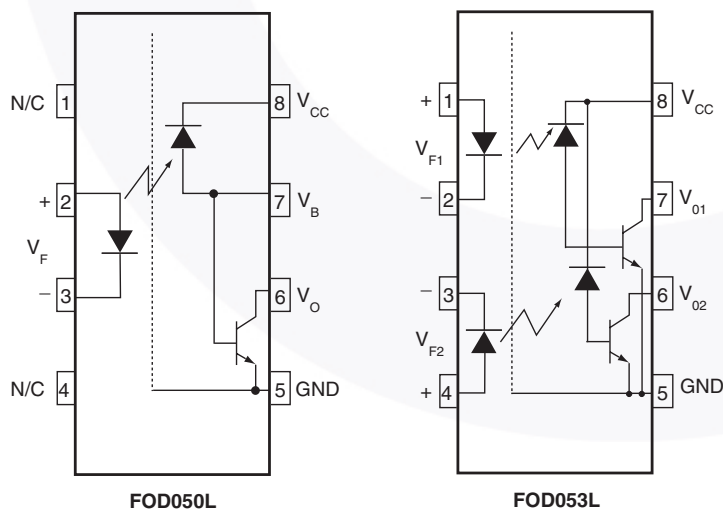 N/C 1
8 V_CC
+ 2
V_F
7 V_B
− 3
6 V_O
N/C 4
5 GND
FOD050L
+ 1
8 V_CC
V_F1
− 2
7 V_01
− 3
6 V_02
V_F2
+ 4
5 GND
FOD053L